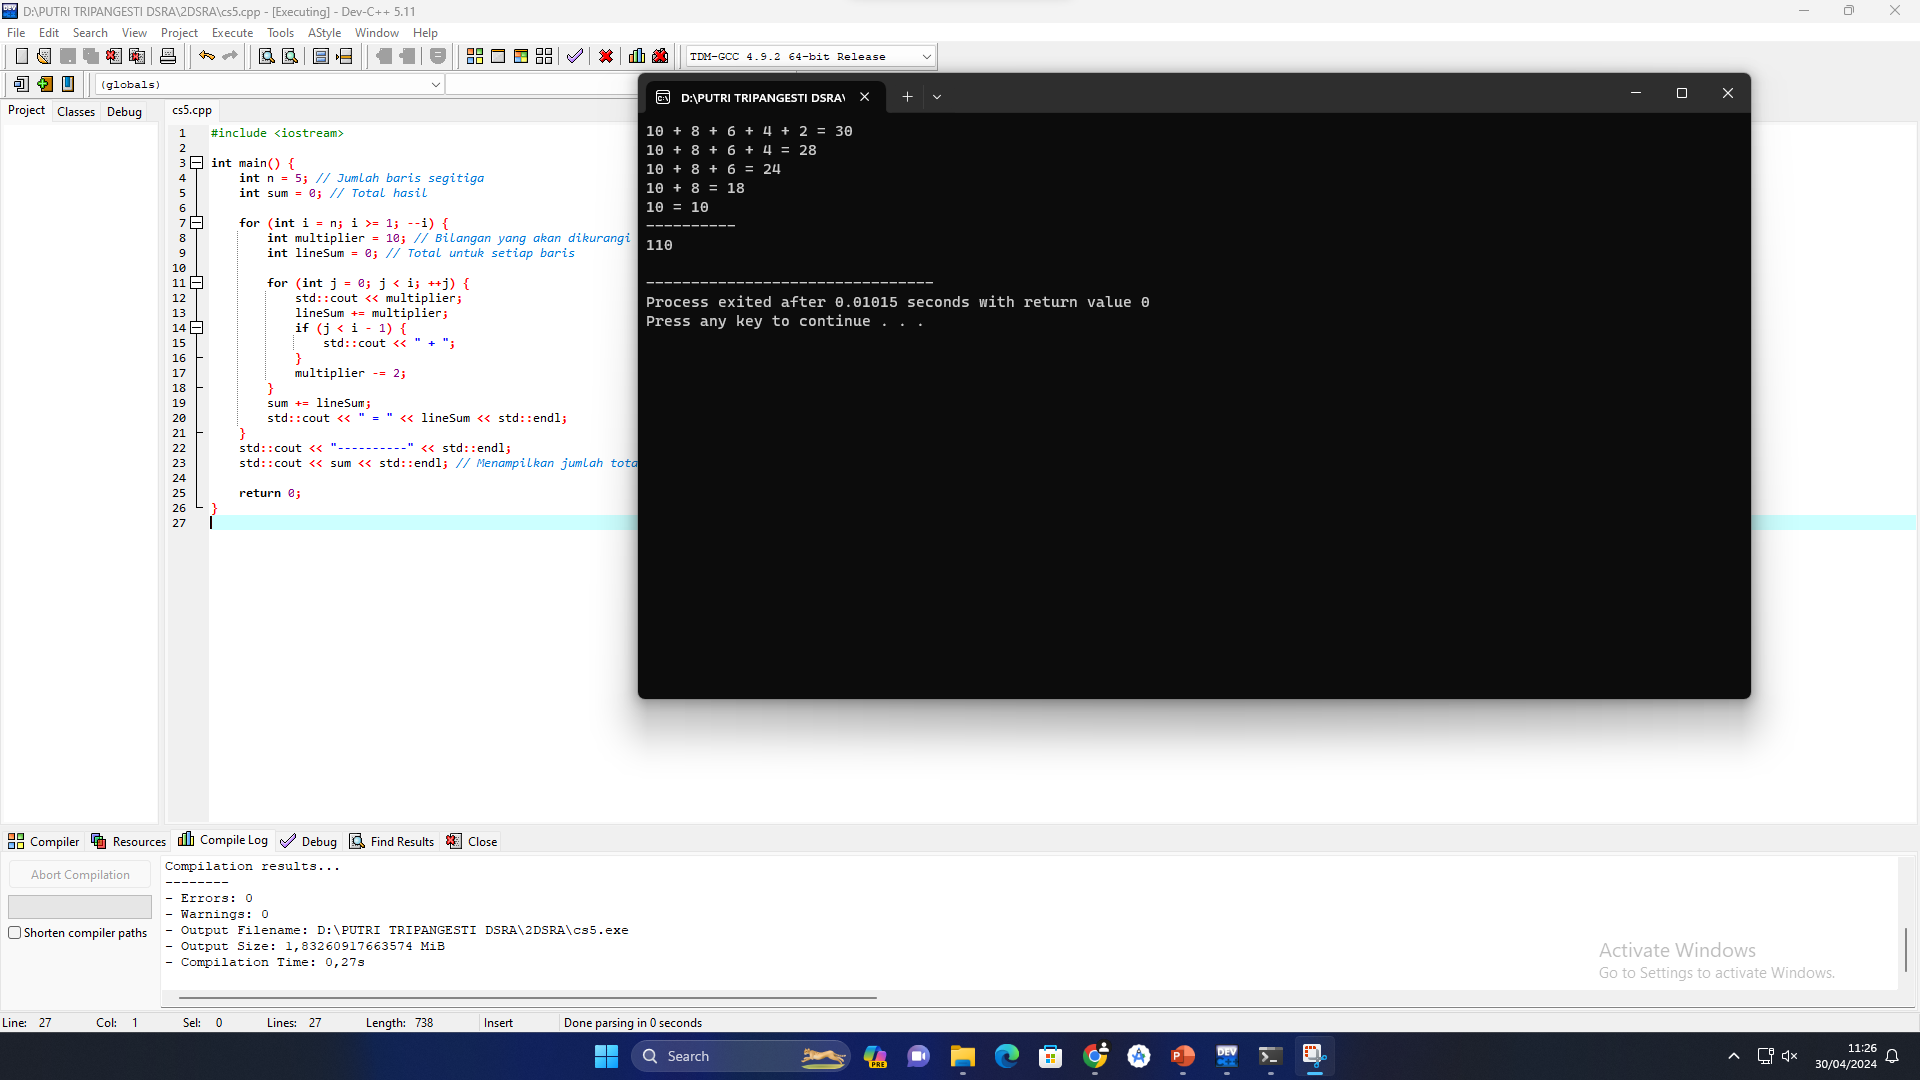 D:\PUTRI TRIPANGESTI DSRA\2DSRA\cs5.cpp - [Executing] - Dev-C++ 5.11
File Edit Search View Project Execute Tools AStyle Window Help
TDM-GCC 4.9.2 64-bit Release
(globals)
Project Classes Debug
cs5.cpp
1 #include <iostream>
2
3 int main() {
4 int n = 5; // Jumlah baris segitiga
5 int sum = 0; // Total hasil
6
7 for (int i = n; i >= 1; --i) {
8 int multiplier = 10; // Bilangan yang akan dikurangi
9 int lineSum = 0; // Total untuk setiap baris
10
11 for (int j = 0; j < i; ++j) {
12 std::cout << multiplier;
13 lineSum += multiplier;
14 if (j < i - 1) {
15 std::cout << " + ";
16 }
17 multiplier -= 2;
18 }
19 sum += lineSum;
20 std::cout << " = " << lineSum << std::endl;
21 }
22 std::cout << "----------" << std::endl;
23 std::cout << sum << std::endl; // Menampilkan jumlah tota
24
25 return 0;
26 }
27
D:\PUTRI TRIPANGESTI DSRA\
10 + 8 + 6 + 4 + 2 = 30
10 + 8 + 6 + 4 = 28
10 + 8 + 6 = 24
10 + 8 = 18
10 = 10
----------
110
--------------------------------
Process exited after 0.01015 seconds with return value 0
Press any key to continue . . .
Compiler Resources Compile Log Debug Find Results Close
Abort Compilation
Shorten compiler paths
Compilation results...
--------
- Errors: 0
- Warnings: 0
- Output Filename: D:\PUTRI TRIPANGESTI DSRA\2DSRA\cs5.exe
- Output Size: 1,83260917663574 MiB
- Compilation Time: 0,27s
Activate Windows
Go to Settings to activate Windows.
Line: 27 Col: 1 Sel: 0 Lines: 27 Length: 738 Insert Done parsing in 0 seconds
Search
PRE
DEV
11:26
30/04/2024